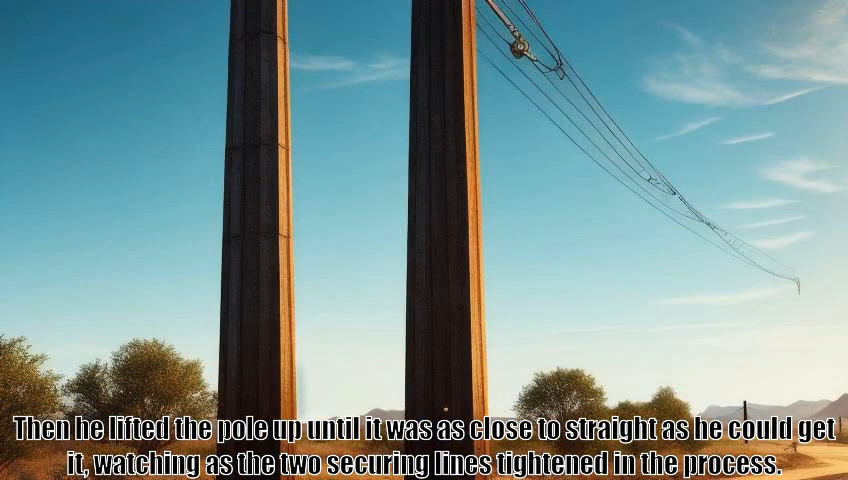 Then he lifted the pole up until it was as close to straight as he could get
it, watching as the two securing lines tightened in the process.